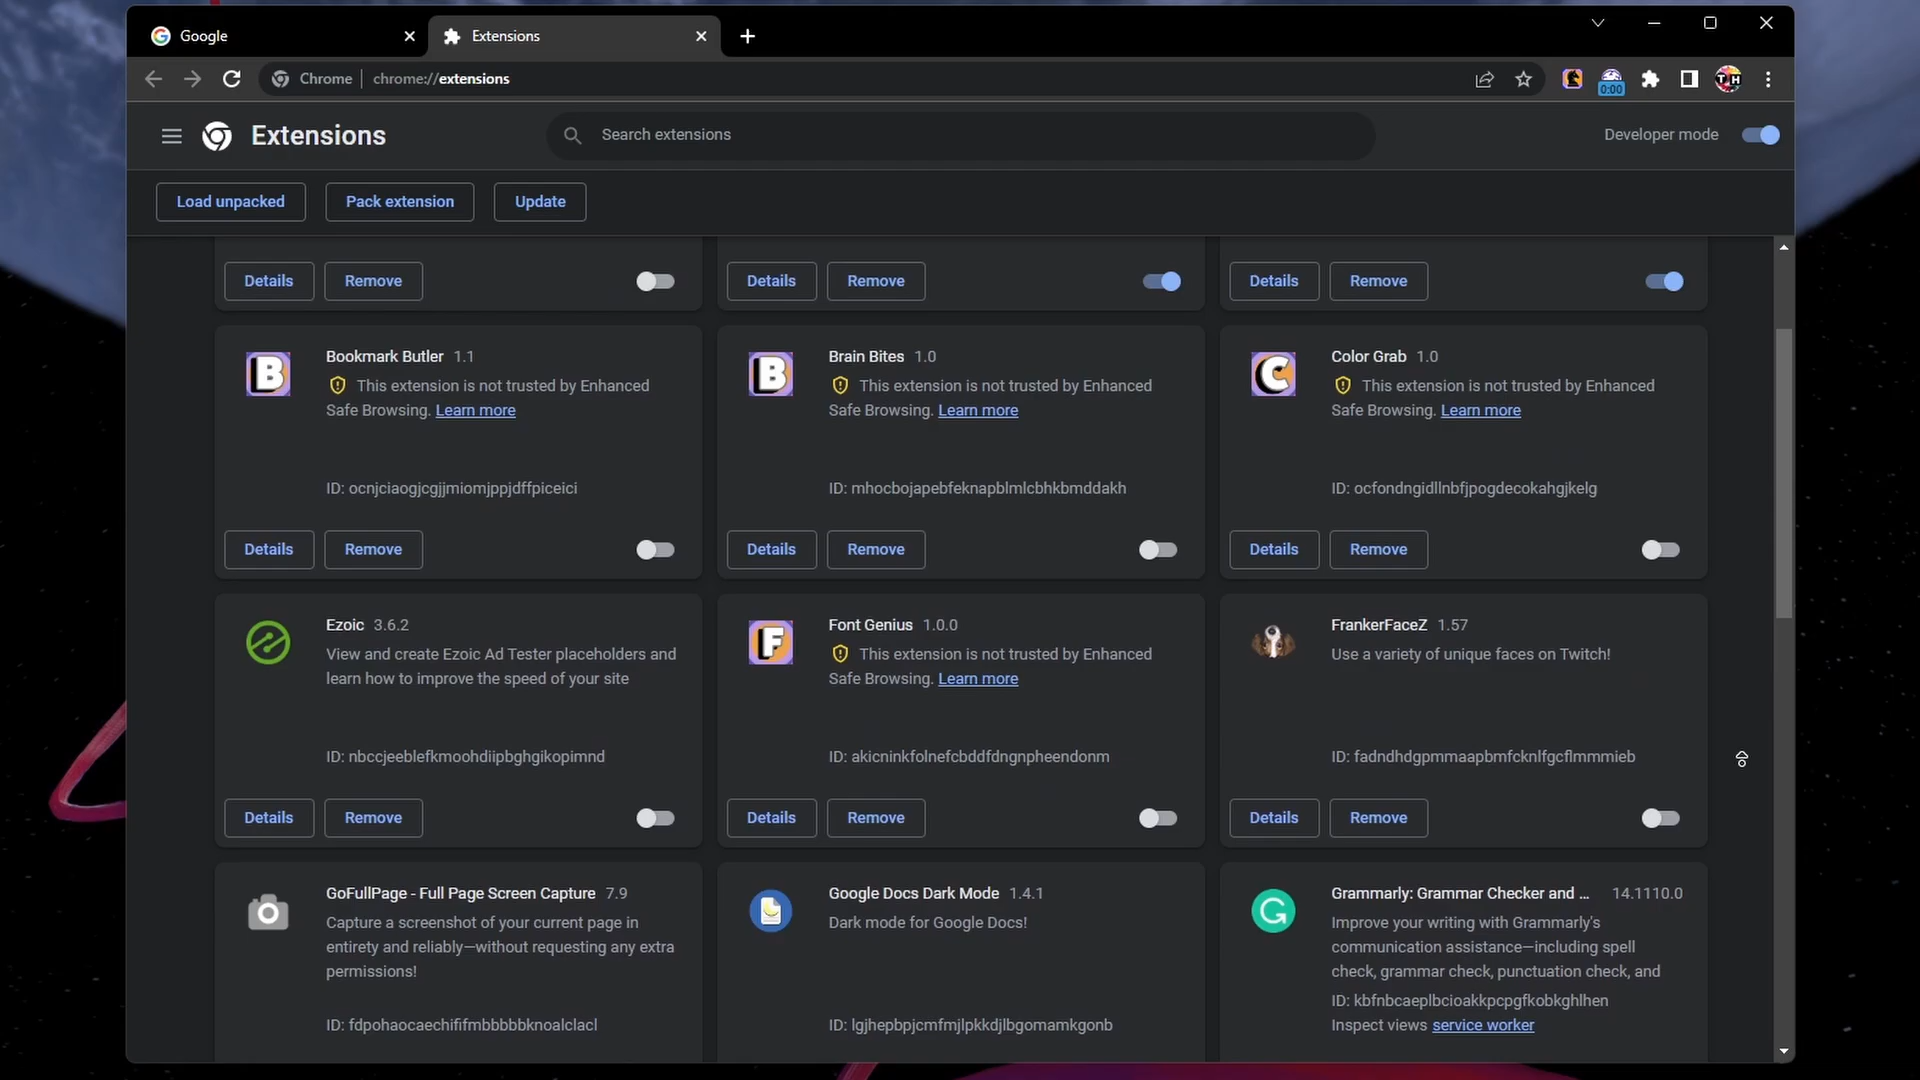 Google
Extensions
Chrome
chrome://extensions
0:00
TH
Extensions
Search extensions
Developer mode
Load unpacked
Pack extension
Update
Details
Remove
Details
Remove
Details
Remove
B
Bookmark Butler 1.1
This extension is not trusted by Enhanced
Safe Browsing. Learn more
ID: ocnjciaogjcgjjmiomjppjdffpiceici
Details
Remove
B
Brain Bites 1.0
This extension is not trusted by Enhanced
Safe Browsing. Learn more
ID: mhocbojapebfeknapblmlcbhkbmddakh
Details
Remove
C
Color Grab 1.0
This extension is not trusted by Enhanced
Safe Browsing. Learn more
ID: ocfondngidllnbfjpogdecokahgjkelg
Details
Remove
Ezoic 3.6.2
View and create Ezoic Ad Tester placeholders and
learn how to improve the speed of your site
ID: nbccjeeblefkmoohdiipbghgikopimnd
Details
Remove
F
Font Genius 1.0.0
This extension is not trusted by Enhanced
Safe Browsing. Learn more
ID: akicninkfolnefcbddfdngnpheendonm
Details
Remove
FrankerFaceZ 1.57
Use a variety of unique faces on Twitch!
ID: fadndhdgpmmaapbmfcknlfgcflmmmieb
Details
Remove
GoFullPage - Full Page Screen Capture 7.9
Capture a screenshot of your current page in
entirety and reliably—without requesting any extra
permissions!
ID: fdpohaocaechififmbbbbbknoalclacl
Google Docs Dark Mode 1.4.1
Dark mode for Google Docs!
ID: lgjhepbpjcmfmjlpkkdjlbgomamkgonb
Grammarly: Grammar Checker and ... 14.1110.0
Improve your writing with Grammarly's
communication assistance—including spell
check, grammar check, punctuation check, and
ID: kbfnbcaeplbcioakkpcpgfkobkghlhen
Inspect views service worker